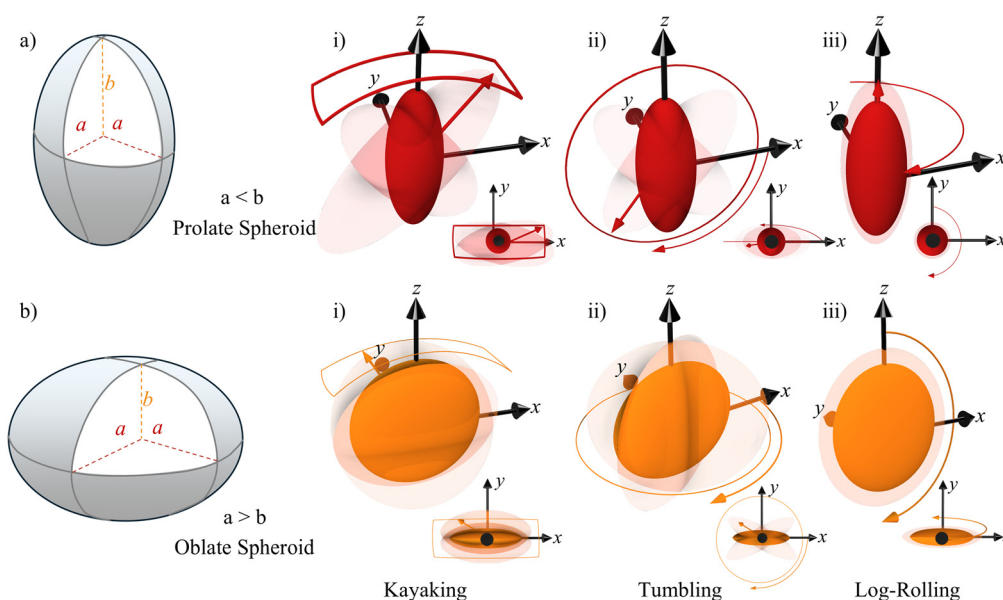 a)
b
a
a
a < b
Prolate Spheroid
i)
z
y
x
y
x
ii)
z
y
x
y
x
iii)
z
y
x
y
x
b)
b
a
a
a > b
Oblate Spheroid
i)
z
y
x
y
x
ii)
z
y
x
y
x
iii)
z
y
x
y
x
Kayaking
Tumbling
Log-Rolling